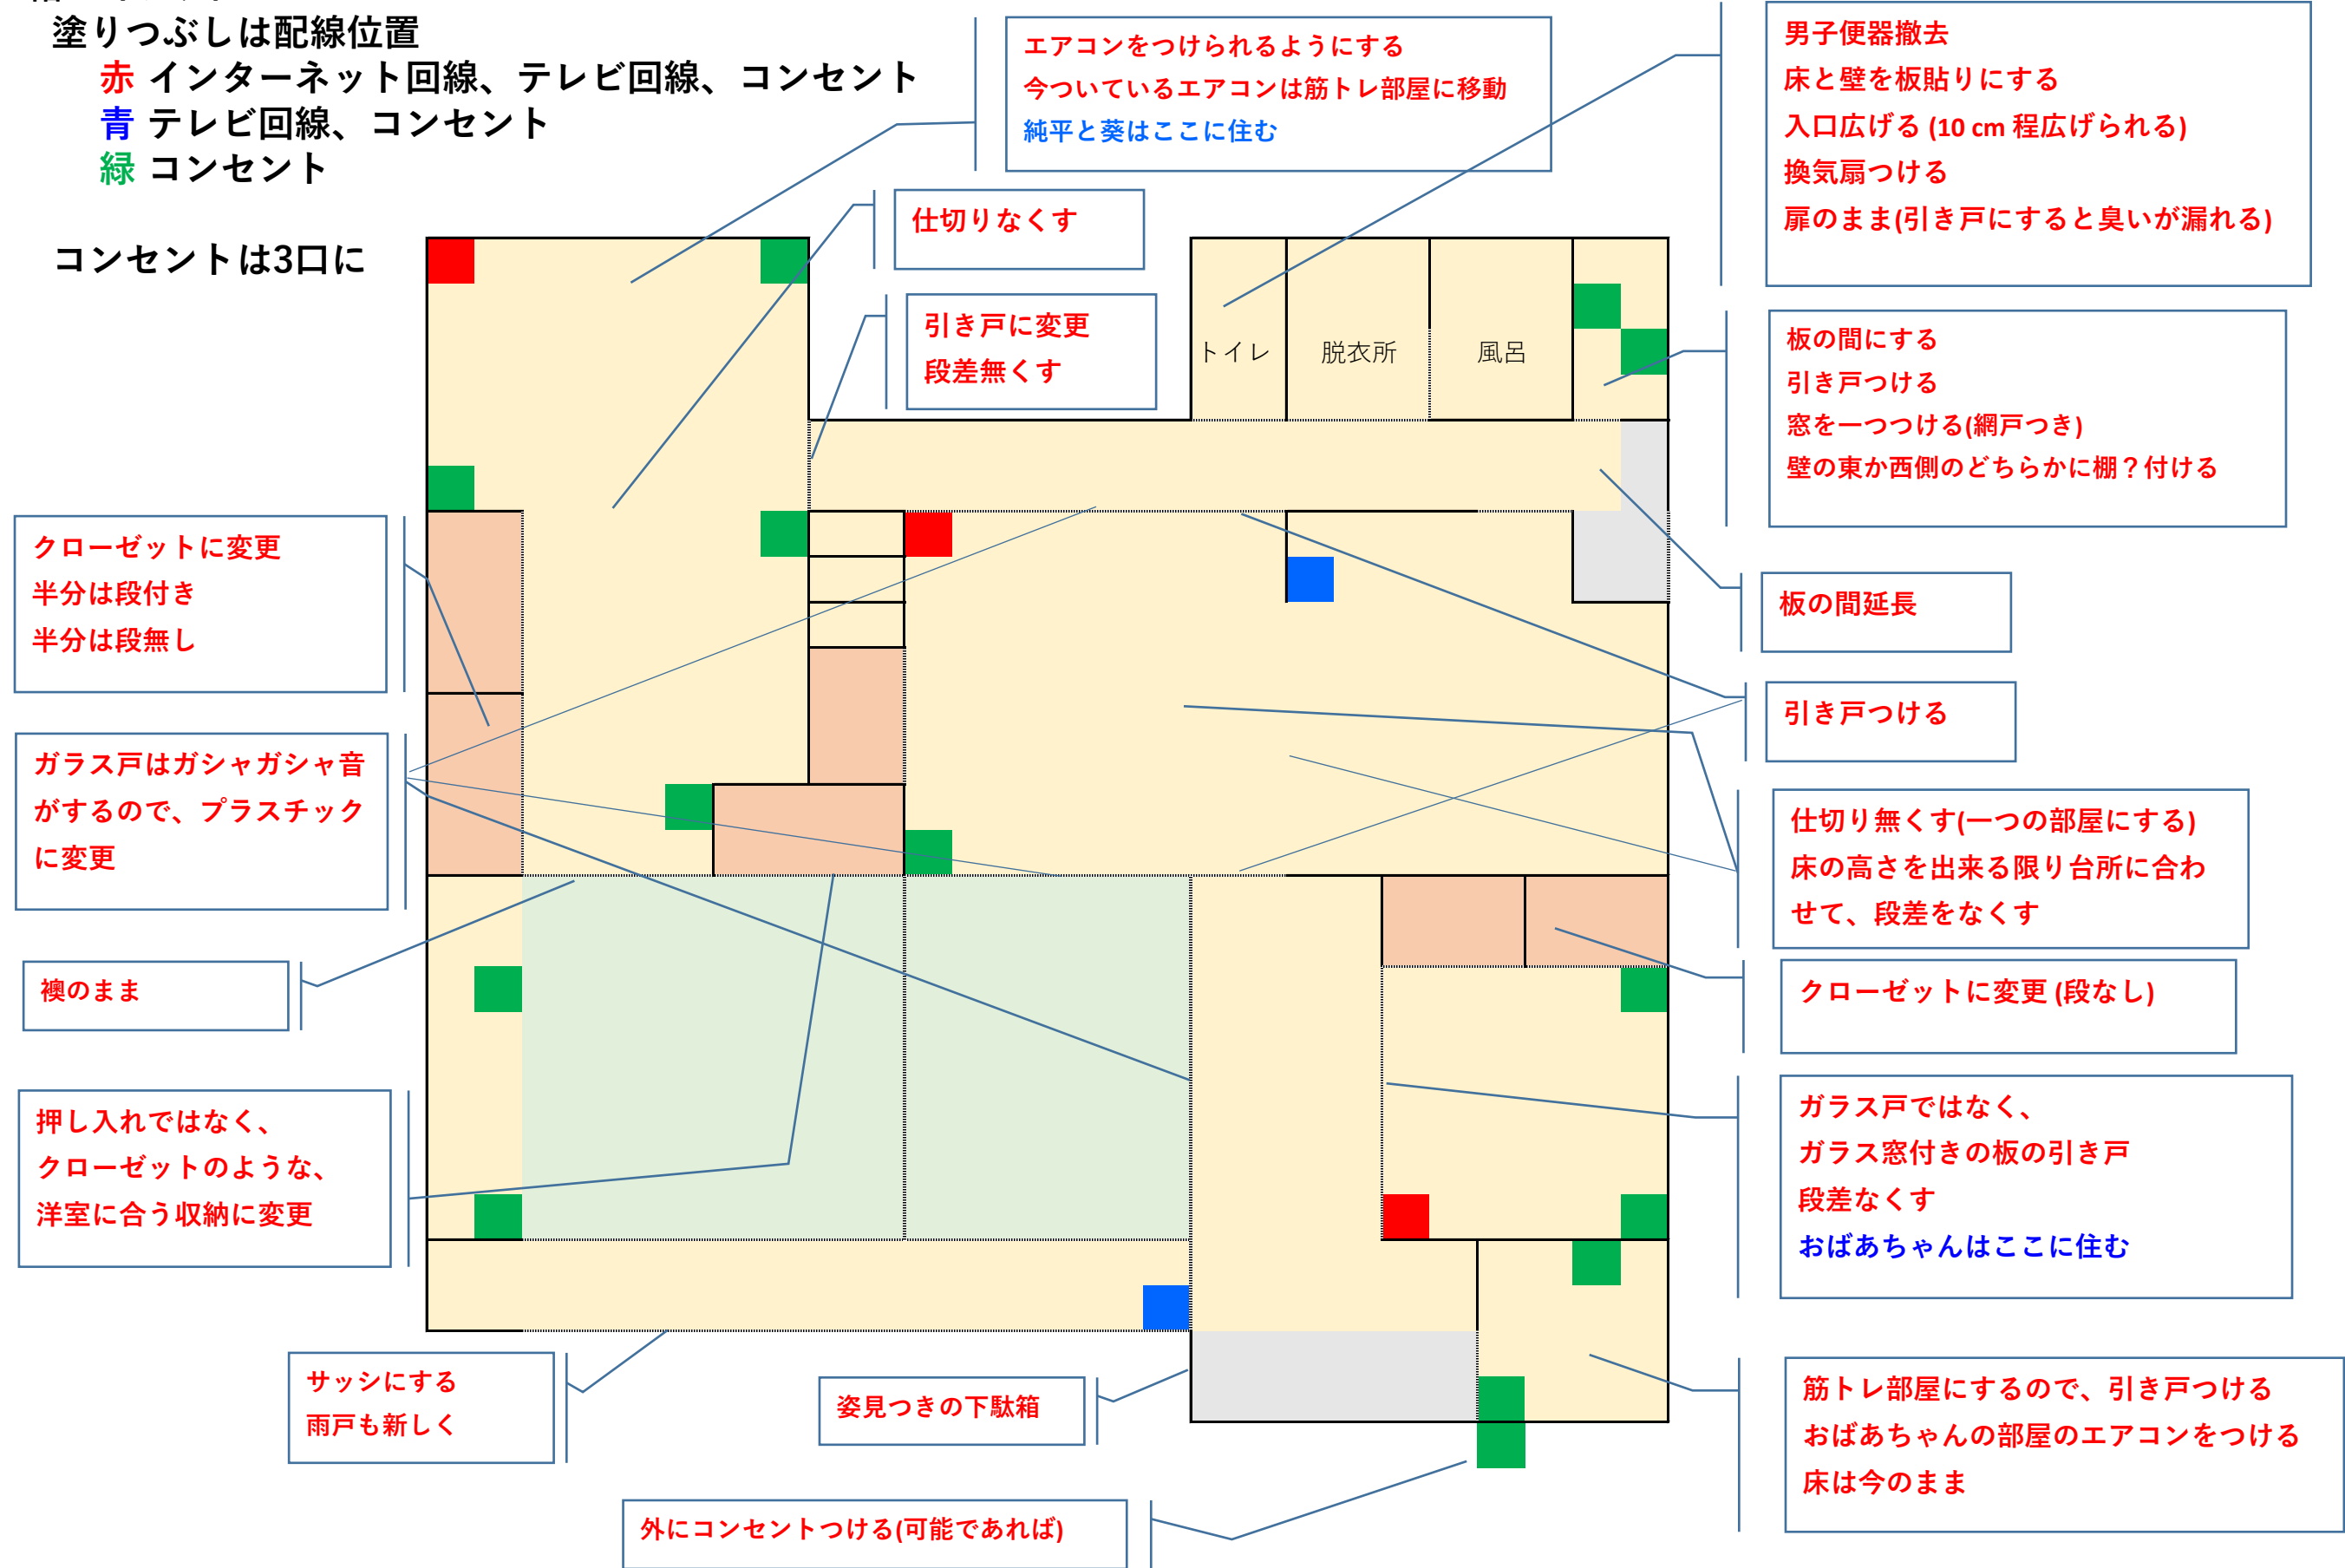 塗りつぶしは配線位置
赤 インターネット回線、テレビ回線、コンセント
青 テレビ回線、コンセント
緑 コンセント
コンセントは3口に
エアコンをつけられるようにする
今ついているエアコンは筋トレ部屋に移動
純平と葵はここに住む
仕切りなくす
引き戸に変更
段差無くす
男子便器撤去
床と壁を板貼りにする
入口広げる (10 cm 程広げられる)
換気扇つける
扉のまま(引き戸にすると臭いが漏れる)
トイレ
脱衣所
風呂
板の間にする
引き戸つける
窓を一つつける(網戸つき)
壁の東か西側のどちらかに棚？付ける
クローゼットに変更
半分は段付き
半分は段無し
板の間延長
引き戸つける
ガラス戸はガシャガシャ音
がするので、プラスチック
に変更
仕切り無くす(一つの部屋にする)
床の高さを出来る限り台所に合わ
せて、段差をなくす
襖のまま
クローゼットに変更 (段なし)
押し入れではなく、
クローゼットのような、
洋室に合う収納に変更
ガラス戸ではなく、
ガラス窓付きの板の引き戸
段差なくす
おばあちゃんはここに住む
サッシにする
雨戸も新しく
姿見つきの下駄箱
筋トレ部屋にするので、引き戸つける
おばあちゃんの部屋のエアコンをつける
床は今のまま
外にコンセントつける(可能であれば)